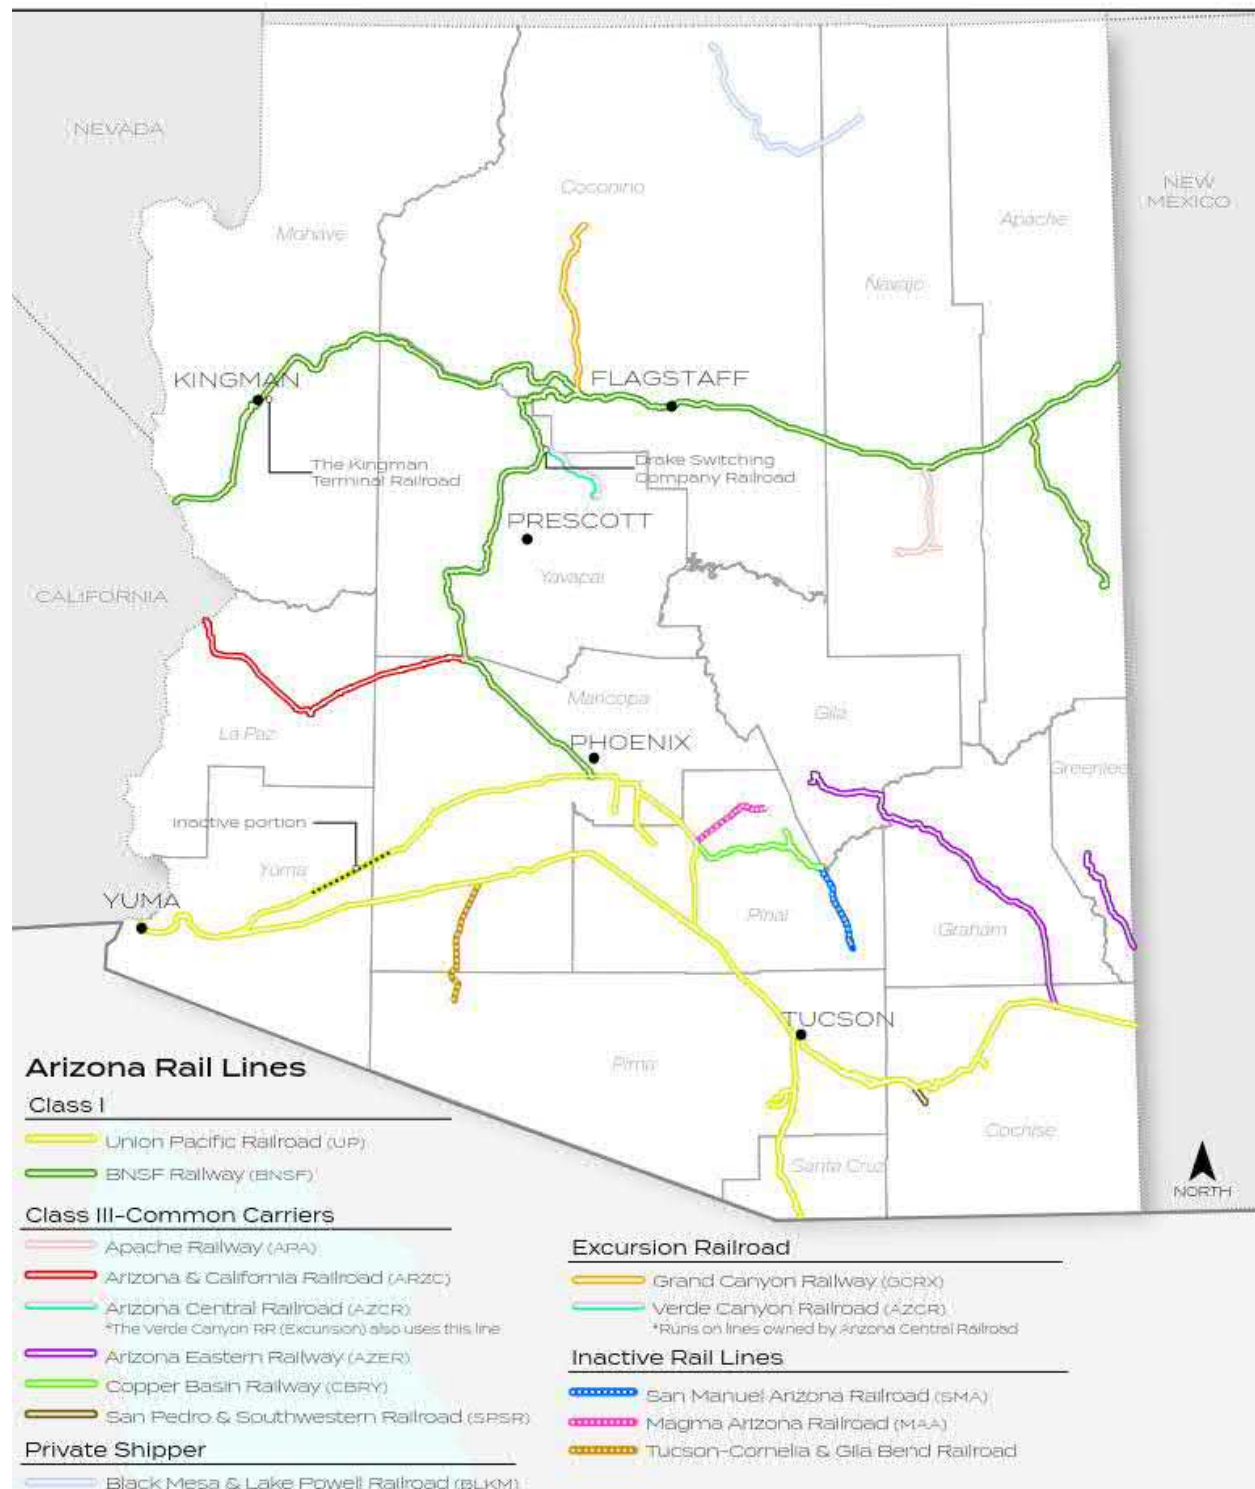 NEVADA
NEW
MEXICO
Coconino
Mohave
Apache
Navajo
KINGMAN
FLAGSTAFF
The Kingman
Terminal Railroad
Drake Switching
Company Railroad
PRESCOTT
Yavapai
CALIFORNIA
Maricopa
Gila
La Paz
PHOENIX
Greenlee
Inactive portion
Yuma
YUMA
Pinal
Graham
TUCSON
Pima
Cochise
Santa Cruz
NORTH
Arizona Rail Lines
Class I
Union Pacific Railroad (UP)
BNSF Railway (BNSF)
Class III-Common Carriers
Apache Railway (APA)
Arizona & California Railroad (ARZC)
Arizona Central Railroad (AZCR)
*The Verde Canyon RR (Excursion) also uses this line
Arizona Eastern Railway (AZER)
Copper Basin Railway (CBRY)
San Pedro & Southwestern Railroad (SPSR)
Private Shipper
Black Mesa & Lake Powell Railroad (BLKM)
Excursion Railroad
Grand Canyon Railway (GCRX)
Verde Canyon Railroad (AZCR)
*Runs on lines owned by Arizona Central Railroad
Inactive Rail Lines
San Manuel Arizona Railroad (SMA)
Magma Arizona Railroad (MAA)
Tucson-Cornelia & Gila Bend Railroad